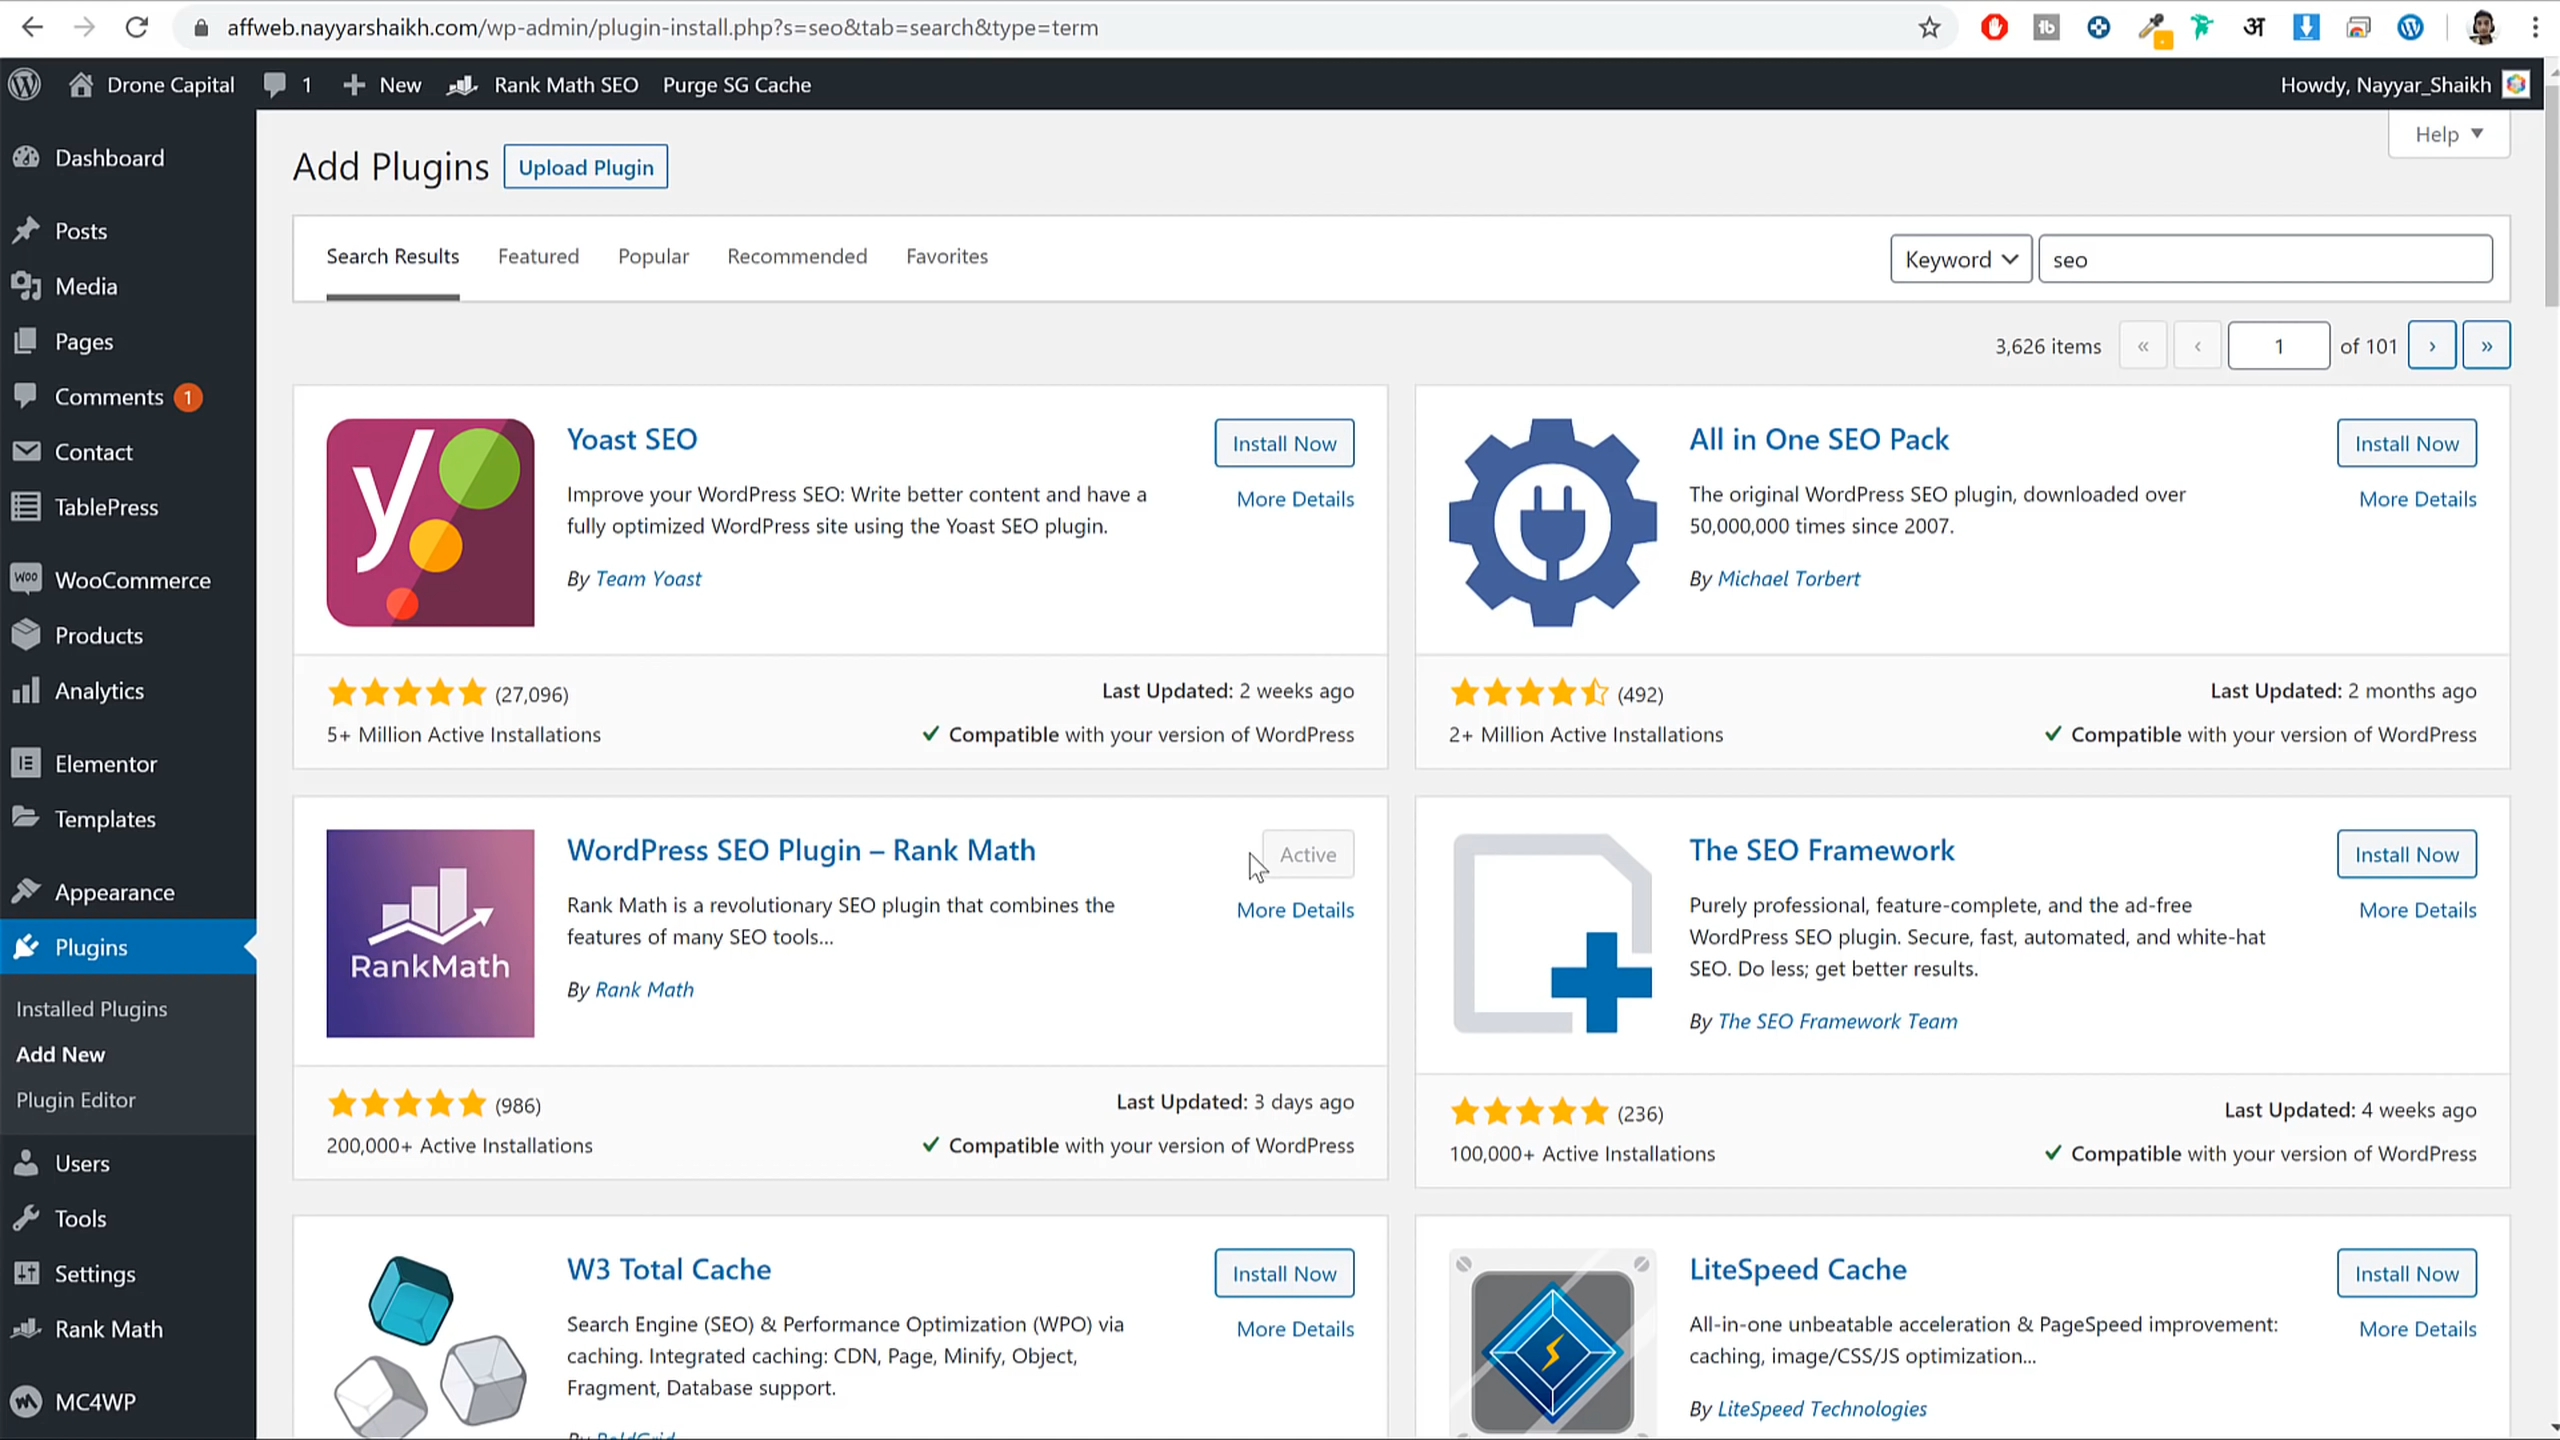 affweb.nayyarshaikh.com/wp-admin/plugin-install.php?s=seo&tab=search&type=term
Drone Capital 1 New Rank Math SEO Purge SG Cache Howdy, Nayyar_Shaikh
Help
Dashboard
Posts
Media
Pages
Comments 1
Contact
TablePress
WooCommerce
Products
Analytics
Elementor
Templates
Appearance
Plugins
Installed Plugins
Add New
Plugin Editor
Users
Tools
Settings
Rank Math
MC4WP
Add Plugins Upload Plugin
Search Results Featured Popular Recommended Favorites Keyword seo
3,626 items « ‹ 1 of 101 › »
Yoast SEO
Install Now
More Details
Improve your WordPress SEO: Write better content and have a
fully optimized WordPress site using the Yoast SEO plugin.
By Team Yoast
(27,096)
Last Updated: 2 weeks ago
5+ Million Active Installations
Compatible with your version of WordPress
All in One SEO Pack
Install Now
More Details
The original WordPress SEO plugin, downloaded over
50,000,000 times since 2007.
By Michael Torbert
(492)
Last Updated: 2 months ago
2+ Million Active Installations
Compatible with your version of WordPress
RankMath
WordPress SEO Plugin – Rank Math
Active
More Details
Rank Math is a revolutionary SEO plugin that combines the
features of many SEO tools...
By Rank Math
(986)
Last Updated: 3 days ago
200,000+ Active Installations
Compatible with your version of WordPress
The SEO Framework
Install Now
More Details
Purely professional, feature-complete, and the ad-free
WordPress SEO plugin. Secure, fast, automated, and white-hat
SEO. Do less; get better results.
By The SEO Framework Team
(236)
Last Updated: 4 weeks ago
100,000+ Active Installations
Compatible with your version of WordPress
W3 Total Cache
Install Now
More Details
Search Engine (SEO) & Performance Optimization (WPO) via
caching. Integrated caching: CDN, Page, Minify, Object,
Fragment, Database support.
By BoldGrid
LiteSpeed Cache
Install Now
More Details
All-in-one unbeatable acceleration & PageSpeed improvement:
caching, image/CSS/JS optimization...
By LiteSpeed Technologies